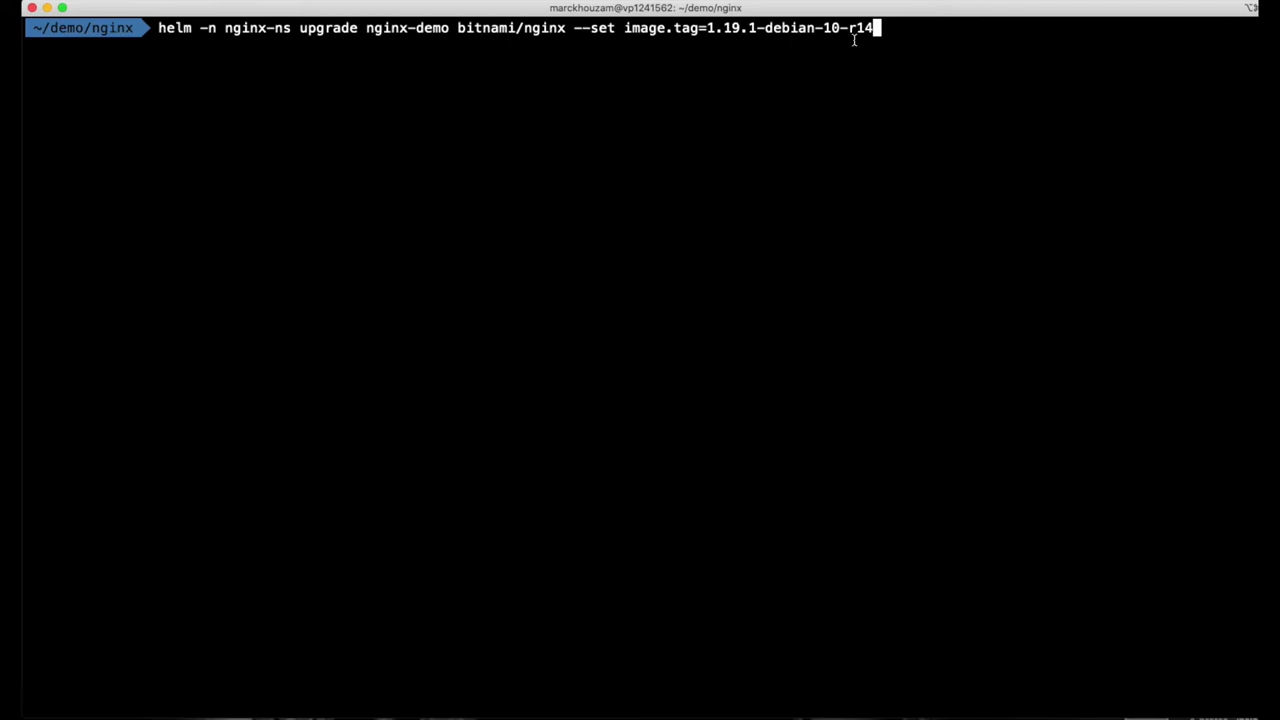 marckhouzam@vp1241562: ~/demo/nginx
~/demo/nginx helm -n nginx-ns upgrade nginx-demo bitnami/nginx --set image.tag=1.19.1-debian-10-r14